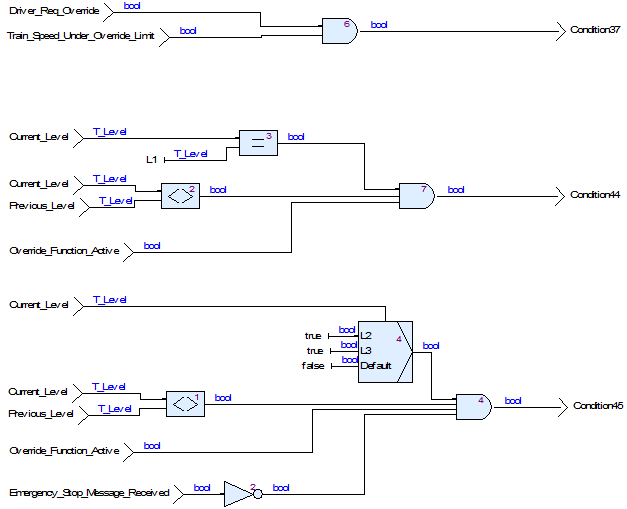 Driver_Req_Override bool
6
bool
Condition37
Train_Speed_Under_Override_Limit bool
Current_Level T_Level
3
=
bool
L1 T_Level
Current_Level T_Level
2
<>
bool
7
bool
Condition44
Previous_Level T_Level
Override_Function_Active bool
Current_Level T_Level
true bool L2
4
bool
true bool L3
false bool Default
Current_Level T_Level
1
<>
bool
4
bool
Condition45
Previous_Level T_Level
Override_Function_Active bool
Emergency_Stop_Message_Received bool
2
bool